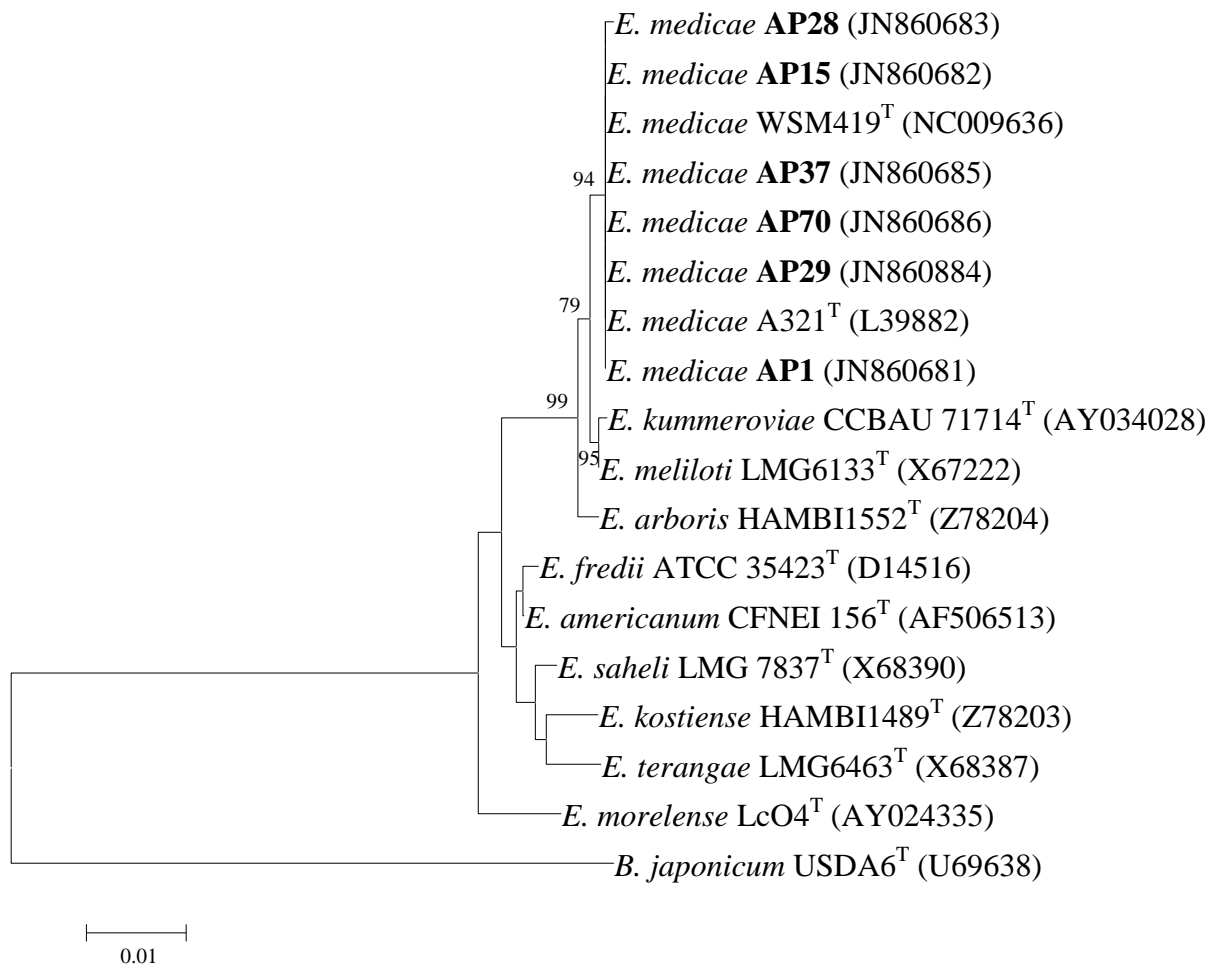 E. medicae AP28 (JN860683)
E. medicae AP15 (JN860682)
E. medicae WSM419ᵀ (NC009636)
94
E. medicae AP37 (JN860685)
E. medicae AP70 (JN860686)
E. medicae AP29 (JN860884)
79
E. medicae A321ᵀ (L39882)
E. medicae AP1 (JN860681)
99
E. kummeroviae CCBAU 71714ᵀ (AY034028)
95
E. meliloti LMG6133ᵀ (X67222)
E. arboris HAMBI1552ᵀ (Z78204)
E. fredii ATCC 35423ᵀ (D14516)
E. americanum CFNEI 156ᵀ (AF506513)
E. saheli LMG 7837ᵀ (X68390)
E. kostiense HAMBI1489ᵀ (Z78203)
E. terangae LMG6463ᵀ (X68387)
E. morelense LcO4ᵀ (AY024335)
B. japonicum USDA6ᵀ (U69638)
0.01